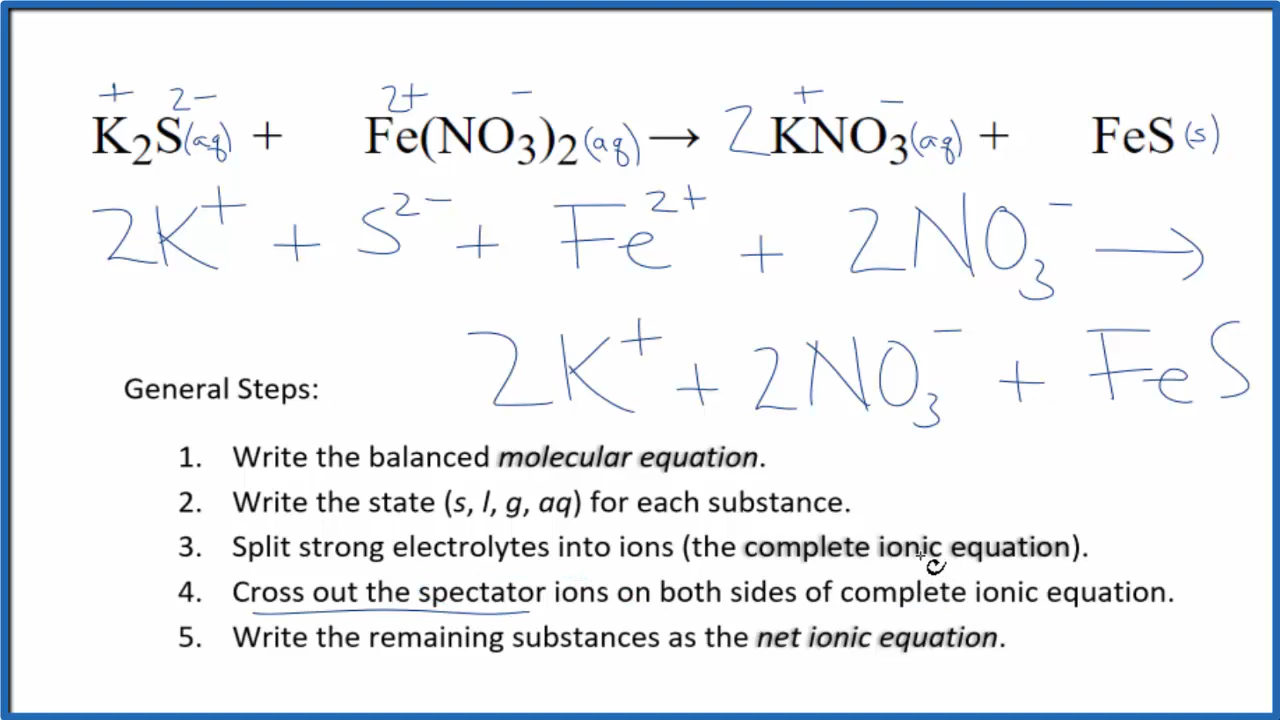 + 2- 2+ - + -
K₂S(aq) + Fe(NO₃)₂(aq) → 2KNO₃(aq) + FeS(s)
2K⁺ + S²⁻ + Fe²⁺ + 2NO₃⁻ →
2K⁺ + 2NO₃⁻ + FeS
General Steps:
1. Write the balanced molecular equation.
2. Write the state (s, l, g, aq) for each substance.
3. Split strong electrolytes into ions (the complete ionic equation).
4. Cross out the spectator ions on both sides of complete ionic equation.
5. Write the remaining substances as the net ionic equation.